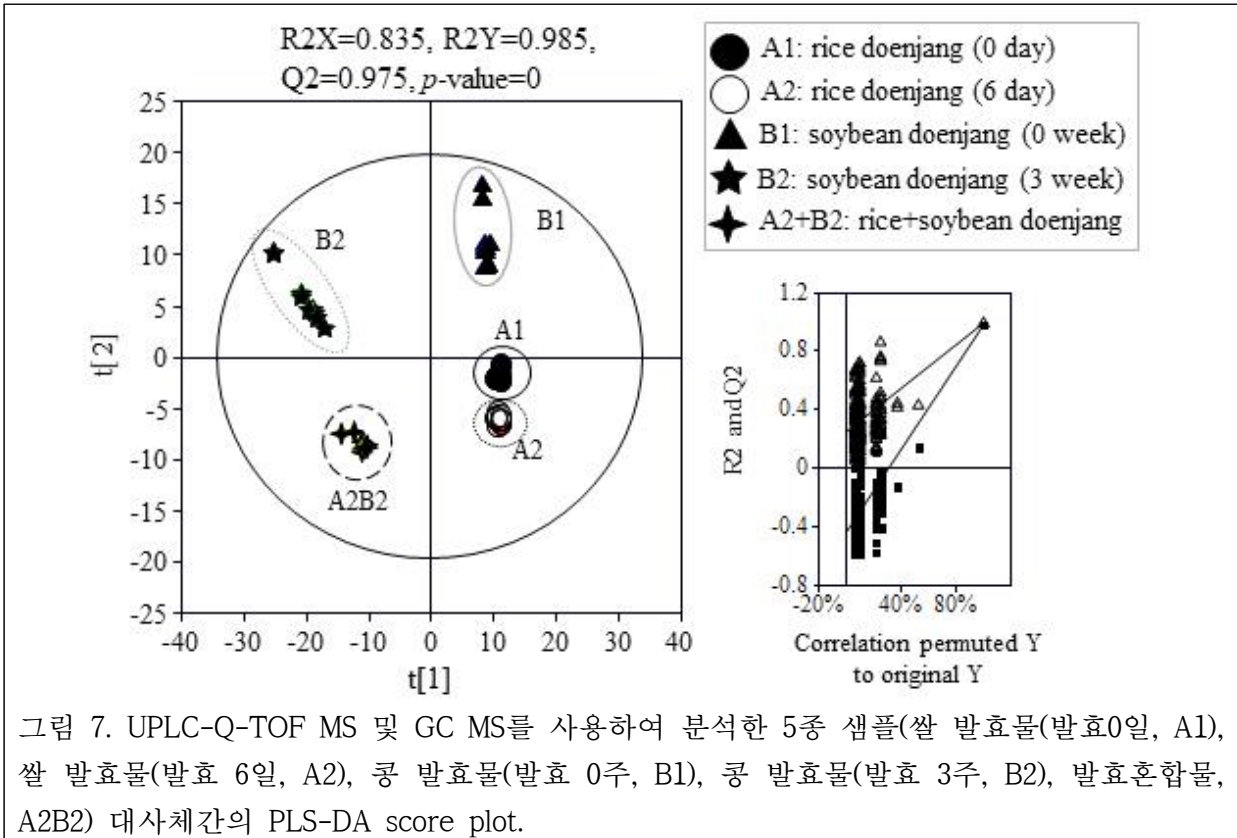 R2X=0.835, R2Y=0.985,
Q2=0.975, p-value=0
25
20
15
10
5
0
-5
-10
-15
-20
-25
t[2]
-40
-30
-20
-10
0
10
20
30
40
t[1]
B2
B1
A1
A2
A2B2
A1: rice doenjang (0 day)
A2: rice doenjang (6 day)
B1: soybean doenjang (0 week)
B2: soybean doenjang (3 week)
A2+B2: rice+soybean doenjang
1.2
0.8
0.4
0
-0.4
-0.8
R2 andQ2
-20% 40% 80%
Correlation permuted Y
to original Y
그림 7. UPLC-Q-TOF MS 및 GC MS를 사용하여 분석한 5종 샘플(쌀 발효물(발효0일, A1),
쌀 발효물(발효 6일, A2), 콩 발효물(발효 0주, B1), 콩 발효물(발효 3주, B2), 발효혼합물,
A2B2) 대사체간의 PLS-DA score plot.